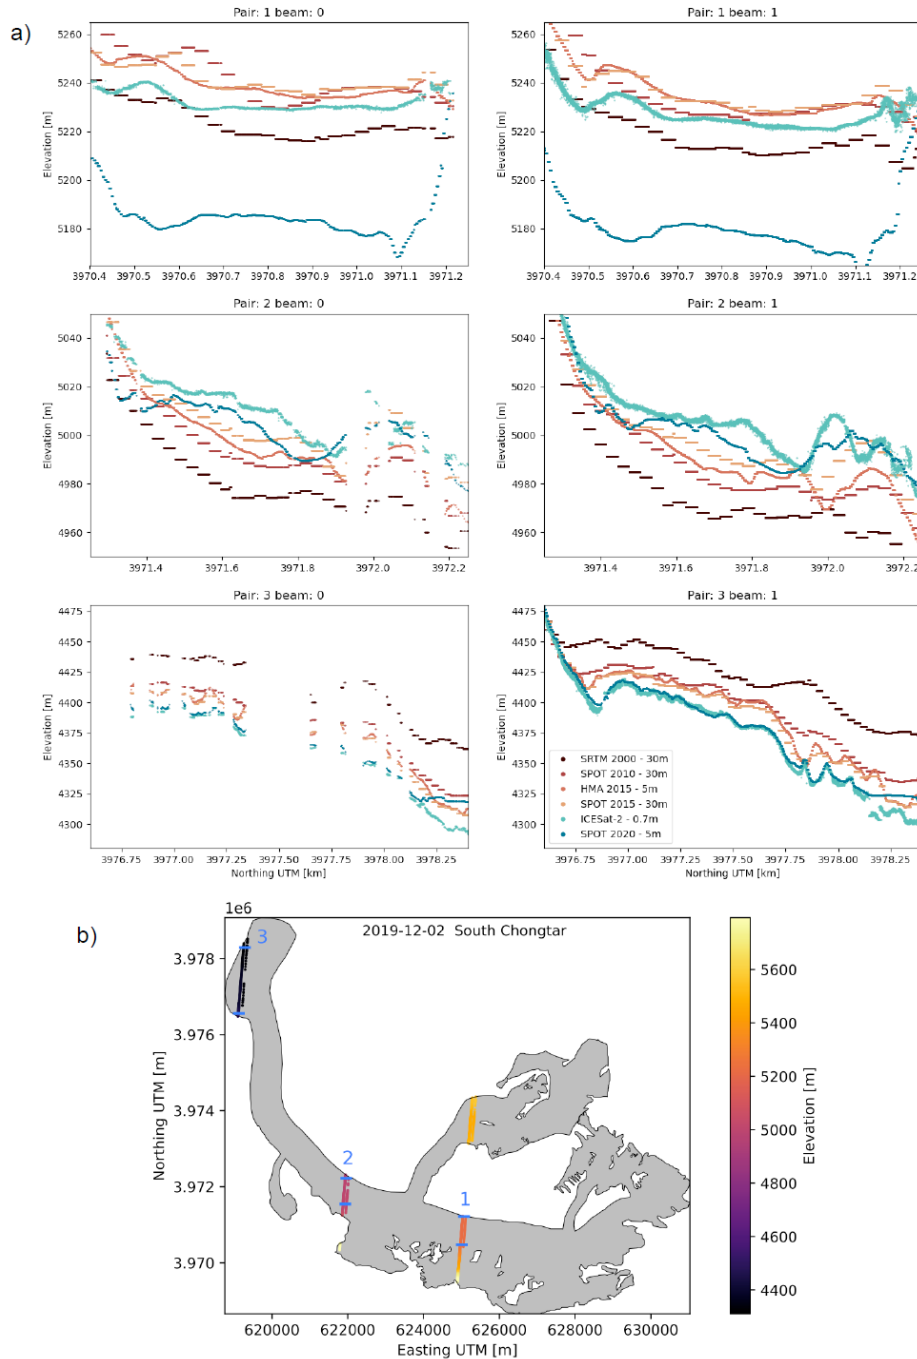 a)
Pair: 1 beam: 0
Pair: 1 beam: 1
Elevation [m]
5260
5240
5220
5200
5180
3970.4 3970.5 3970.6 3970.7 3970.8 3970.9 3971.0 3971.1 3971.2
Elevation [m]
5260
5240
5220
5200
5180
3970.4 3970.5 3970.6 3970.7 3970.8 3970.9 3971.0 3971.1 3971.2
Pair: 2 beam: 0
Pair: 2 beam: 1
Elevation [m]
5040
5020
5000
4980
4960
3971.4 3971.6 3971.8 3972.0 3972.2
Elevation [m]
5040
5020
5000
4980
4960
3971.4 3971.6 3971.8 3972.0 3972.2
Pair: 3 beam: 0
Pair: 3 beam: 1
Elevation [m]
4475
4450
4425
4400
4375
4350
4325
4300
3976.75 3977.00 3977.25 3977.50 3977.75 3978.00 3978.25
Northing UTM [km]
Elevation [m]
4475
4450
4425
4400
4375
4350
4325
4300
SRTM 2000 - 30m
SPOT 2010 - 30m
HMA 2015 - 5m
SPOT 2015 - 30m
ICESat-2 - 0.7m
SPOT 2020 - 5m
3976.75 3977.00 3977.25 3977.50 3977.75 3978.00 3978.25
Northing UTM [km]
b)
1e6
2019-12-02 South Chongtar
3
2
1
Northing UTM [m]
3.978
3.976
3.974
3.972
3.970
620000 622000 624000 626000 628000 630000
Easting UTM [m]
5600
5400
5200
5000
4800
4600
4400
Elevation [m]